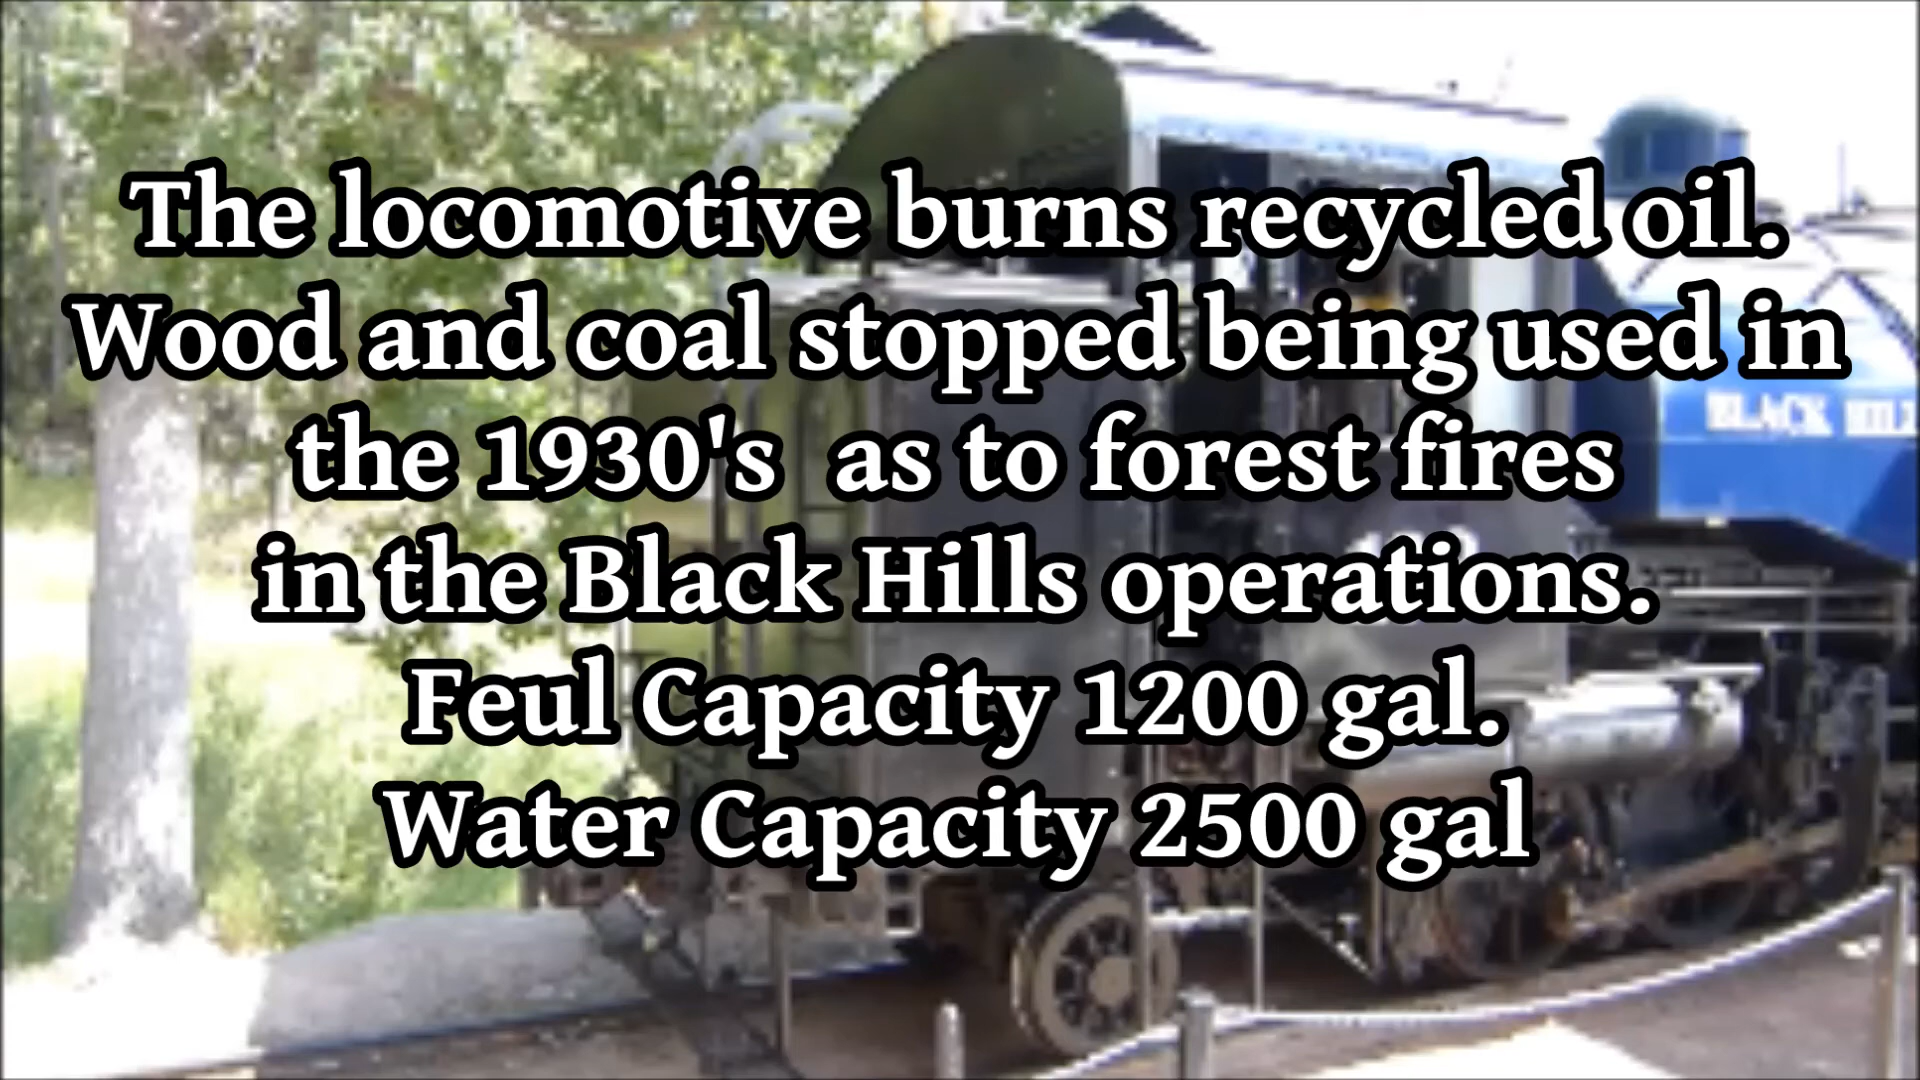 The locomotive burns recycled oil.
Wood and coal stopped being used in
the 1930's  as to forest fires
in the Black Hills operations.
Feul Capacity 1200 gal.
Water Capacity 2500 gal
BLACK